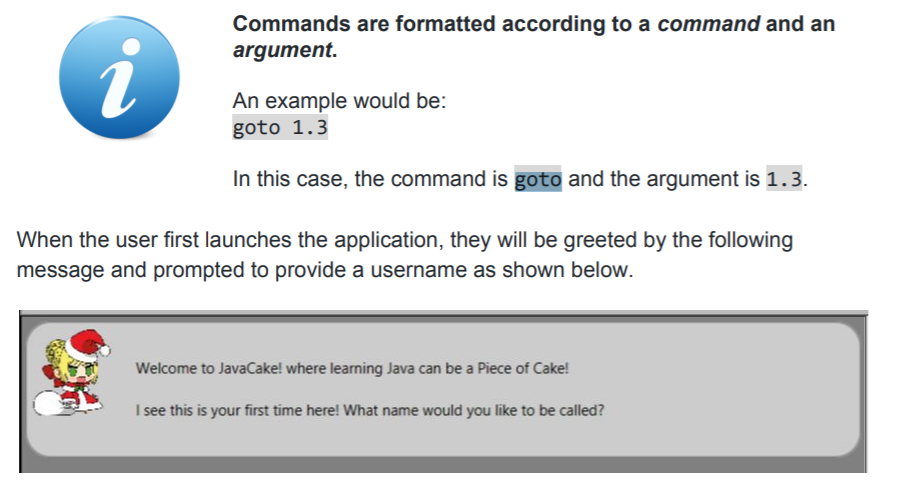 Commands are formatted according to a command and an
argument.
An example would be:
goto 1.3
In this case, the command is goto and the argument is 1.3.
When the user first launches the application, they will be greeted by the following
message and prompted to provide a username as shown below.
Welcome to JavaCake! where learning Java can be a Piece of Cake!
I see this is your first time here! What name would you like to be called?